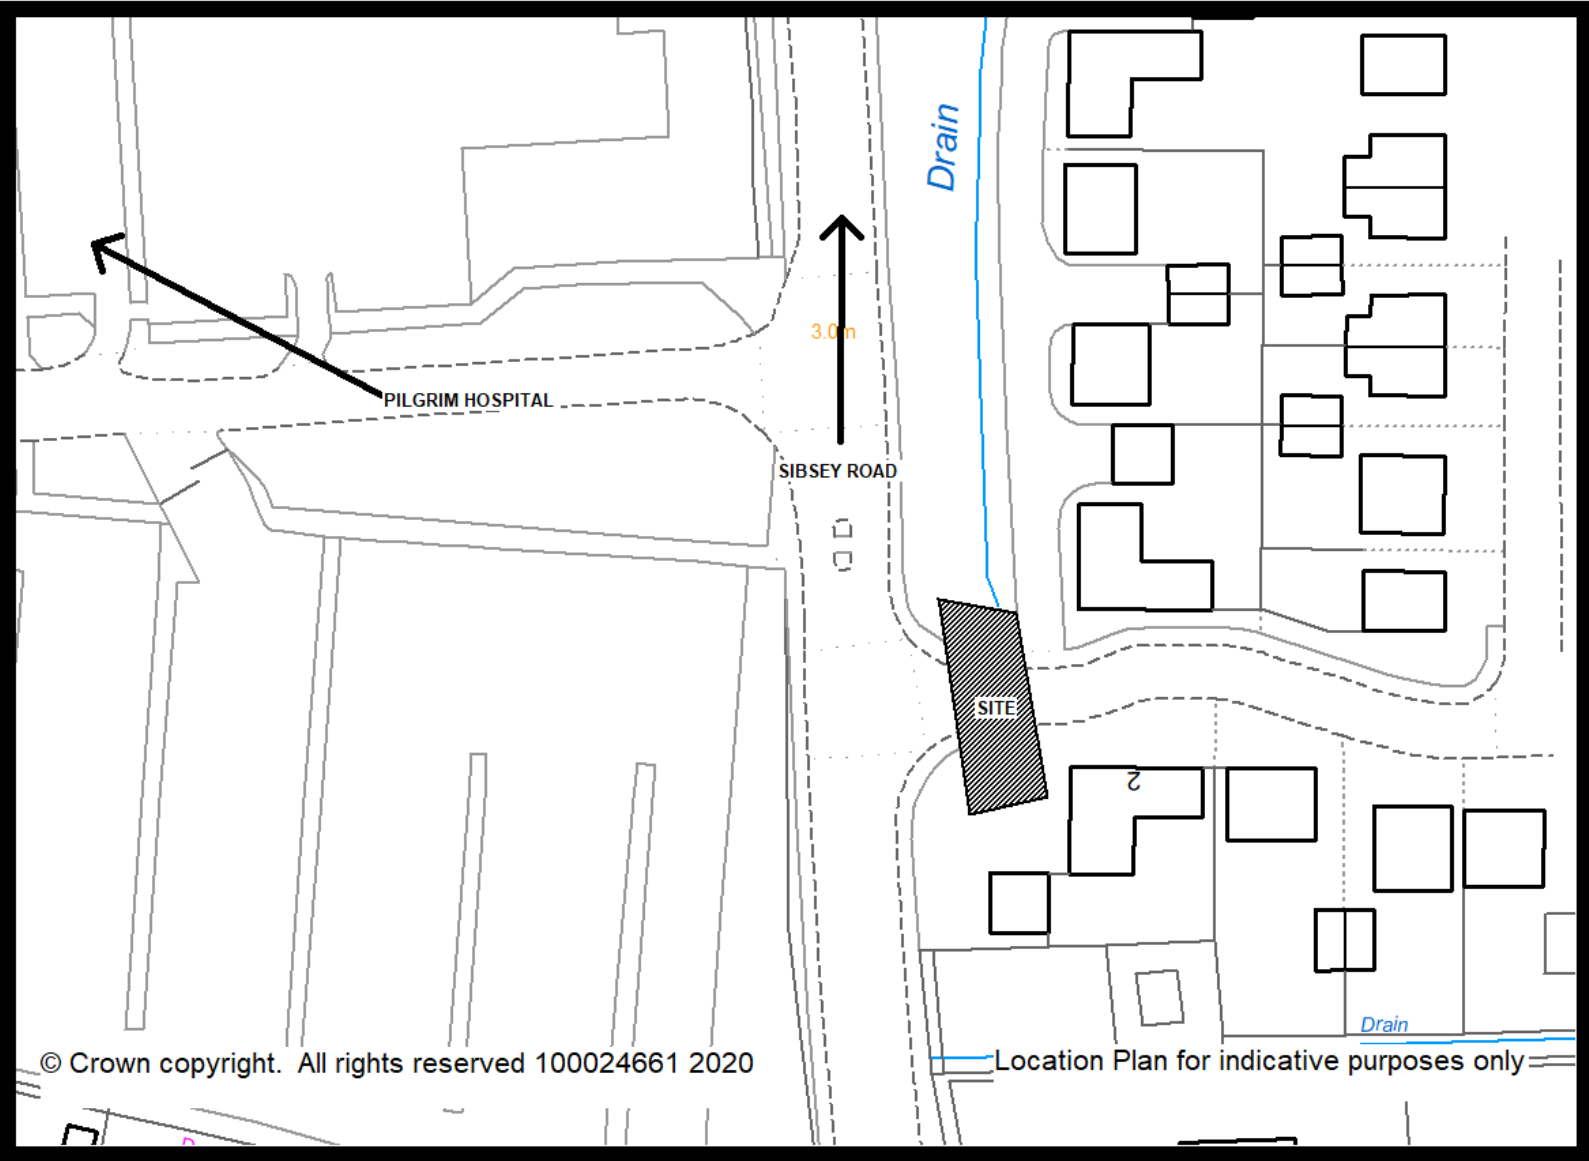 Drain
3.0m
PILGRIM HOSPITAL
SIBSEY ROAD
SITE
2
Drain
© Crown copyright. All rights reserved 100024661 2020
Location Plan for indicative purposes only